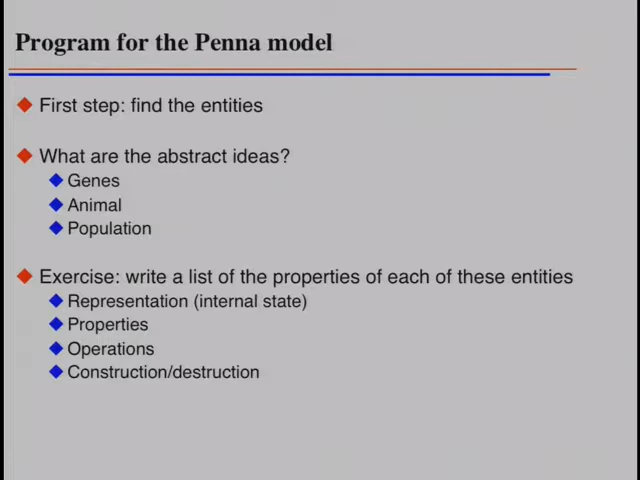 Program for the Penna model
First step: find the entities
What are the abstract ideas?
Genes
Animal
Population
Exercise: write a list of the properties of each of these entities
Representation (internal state)
Properties
Operations
Construction/destruction